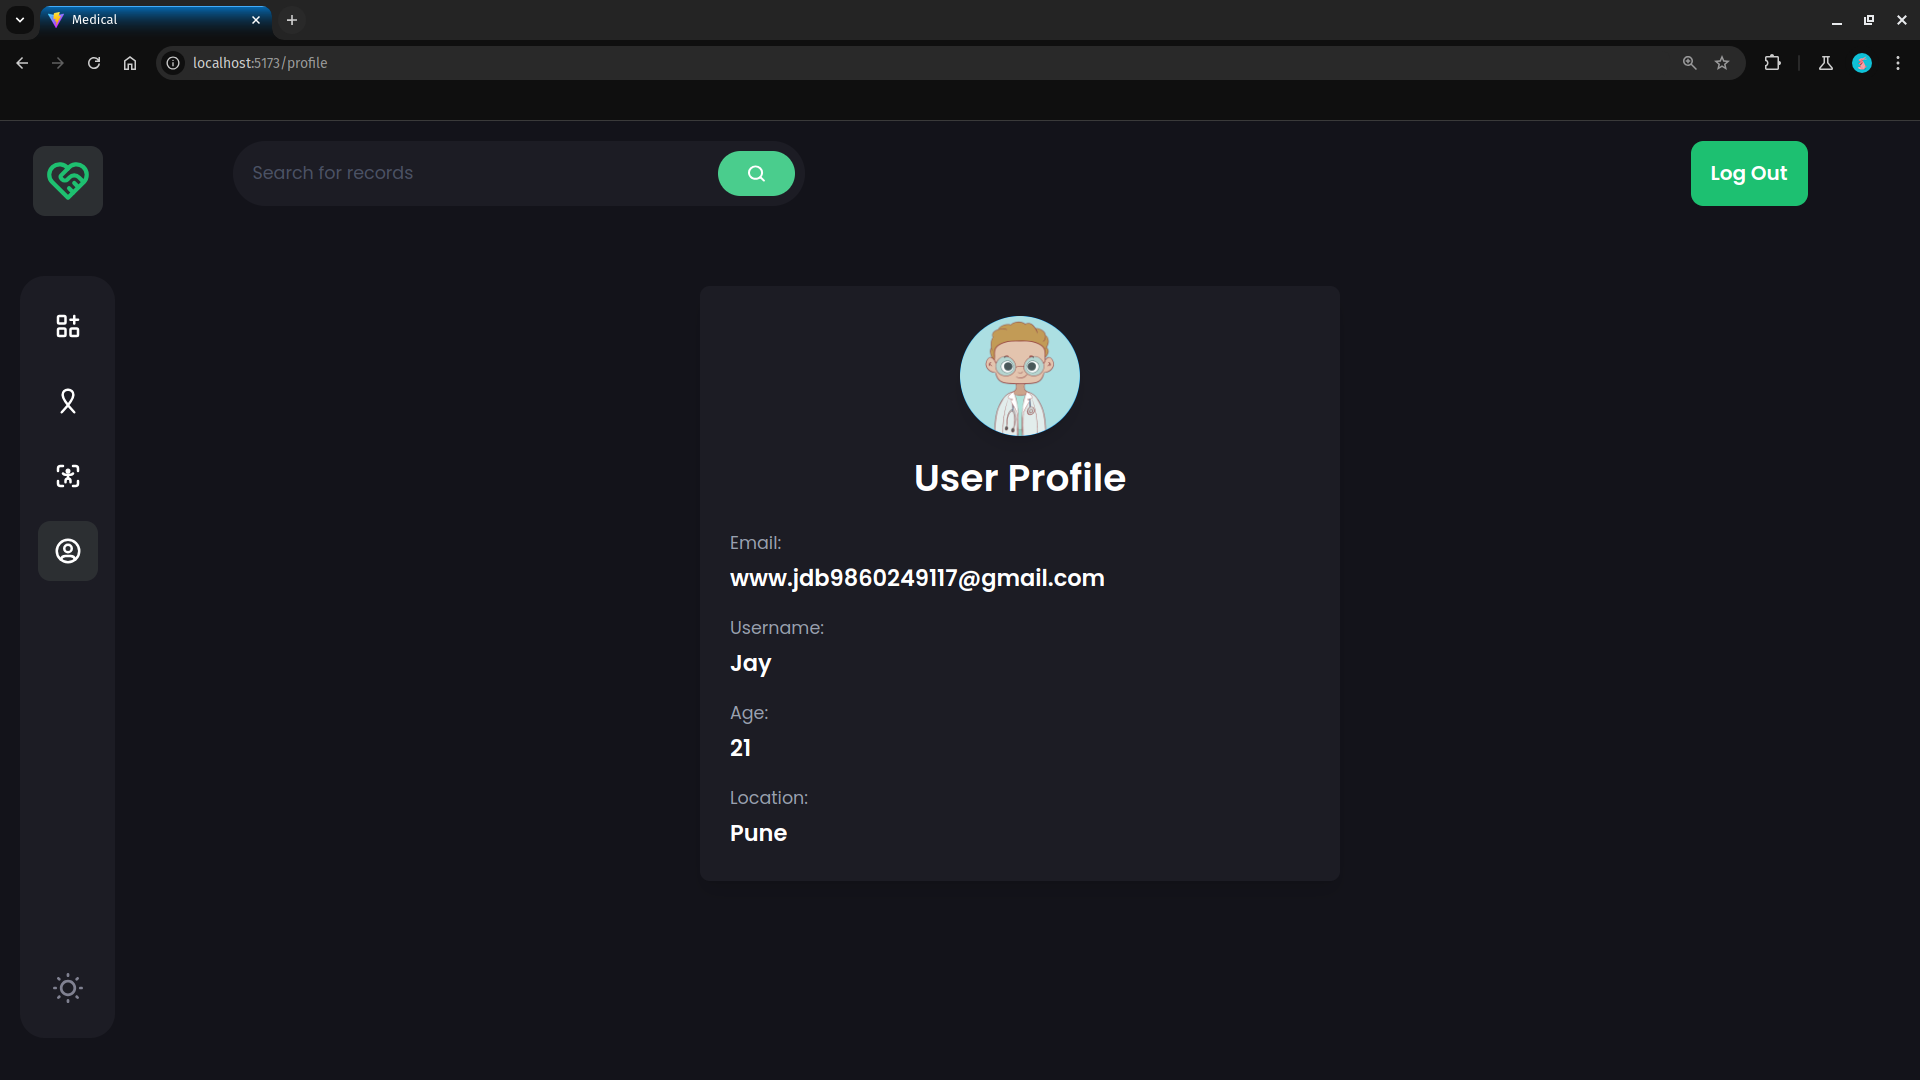 Medical
localhost:5173/profile
Search for records
Log Out
User Profile
Email:
www.jdb9860249117@gmail.com
Username:
Jay
Age:
21
Location:
Pune